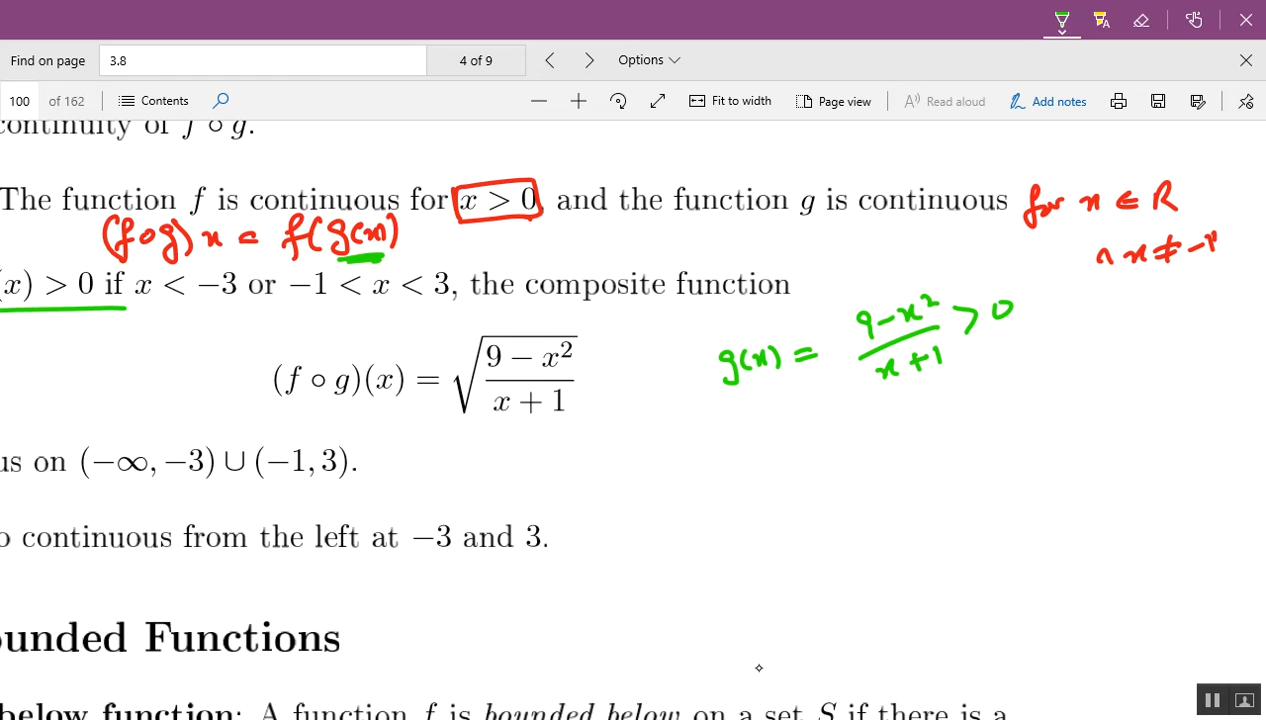 Find on page 3.8 4 of 9 Options
100 of 162 Contents Fit to width Page view Read aloud Add notes
continuity of f ∘ g.
The function f is continuous for x > 0, and the function g is continuous for x ∈ R
(fog) x = f(g(x)) ∧ x ≠ -1
(x) > 0 if x < −3 or −1 < x < 3, the composite function
(f ∘ g)(x) = √((9 − x²)/(x + 1)) g(x) = (9-x²)/(x+1) > 0
us on (−∞, −3) ∪ (−1, 3).
o continuous from the left at −3 and 3.
ounded Functions
below function: A function f is bounded below on a set S if there is a